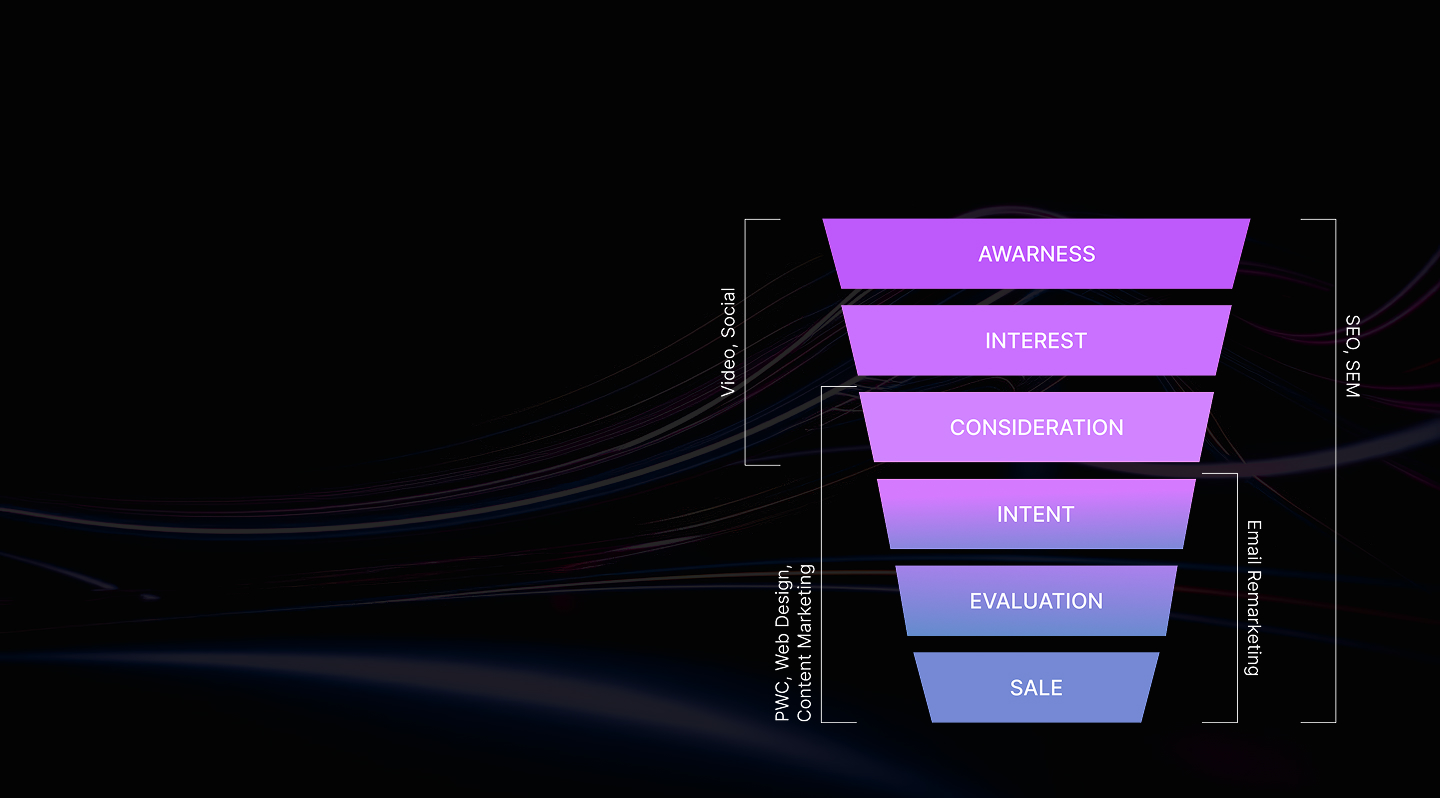 AWARNESS
INTEREST
CONSIDERATION
INTENT
EVALUATION
SALE
Video, Social
PWC, Web Design,
Content Marketing
Email Remarketing
SEO, SEM